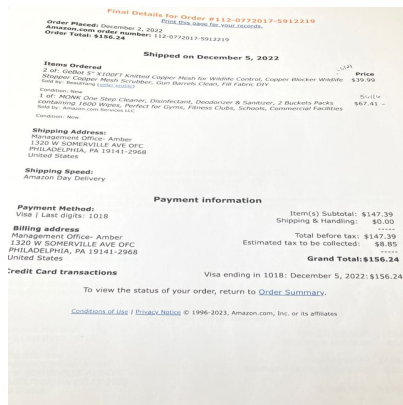 Final Details for Order #112-0772017-5912219
Print this page for your records.
Order Placed: December 2, 2022
Amazon.com order number: 112-0772017-5912219
Order Total: $156.24
Shipped on December 5, 2022
Items Ordered
Price
2 of: GeBot 5" X100FT Knitted Copper Mesh for Wildlife Control, Copper Blocker Wildlife $39.99
Stopper Copper Mesh Scrubber, Gun Barrels Clean, Fill Fabric DIY
Sold by: (seller profile)
Condition: New
1 of: MONK One Step Cleaner, Disinfectant, Deodorizer & Sanitizer, 2 Buckets Packs $67.41
containing 1600 Wipes, Perfect for Gyms, Fitness Clubs, Schools, Commercial Facilities
Sold by: Amazon.com Services LLC
Condition: New
Shipping Address:
Management Office- Amber
1320 W SOMERVILLE AVE OFC
PHILADELPHIA, PA 19141-2968
United States
Shipping Speed:
Amazon Day Delivery
Payment information
Payment Method:
Visa | Last digits: 1018
Item(s) Subtotal: $147.39
Shipping & Handling: $0.00
-----
Billing address
Management Office- Amber
1320 W SOMERVILLE AVE OFC
PHILADELPHIA, PA 19141-2968
United States
Total before tax: $147.39
Estimated tax to be collected: $8.85
-----
Grand Total: $156.24
Credit Card transactions
Visa ending in 1018: December 5, 2022: $156.24
To view the status of your order, return to Order Summary.
Conditions of Use | Privacy Notice © 1996-2023, Amazon.com, Inc. or its affiliates